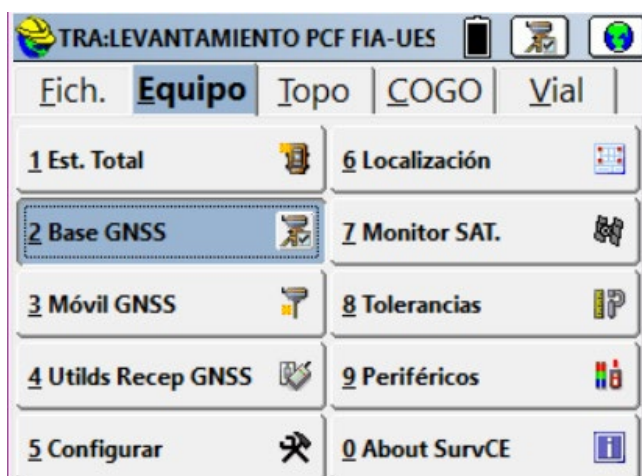 TRA:LEVANTAMIENTO PCF FIA-UES
Fich. Equipo Topo COGO Vial
1 Est. Total
6 Localización
2 Base GNSS
7 Monitor SAT.
3 Móvil GNSS
8 Tolerancias
4 Utilds Recep GNSS
9 Periféricos
5 Configurar
0 About SurvCE